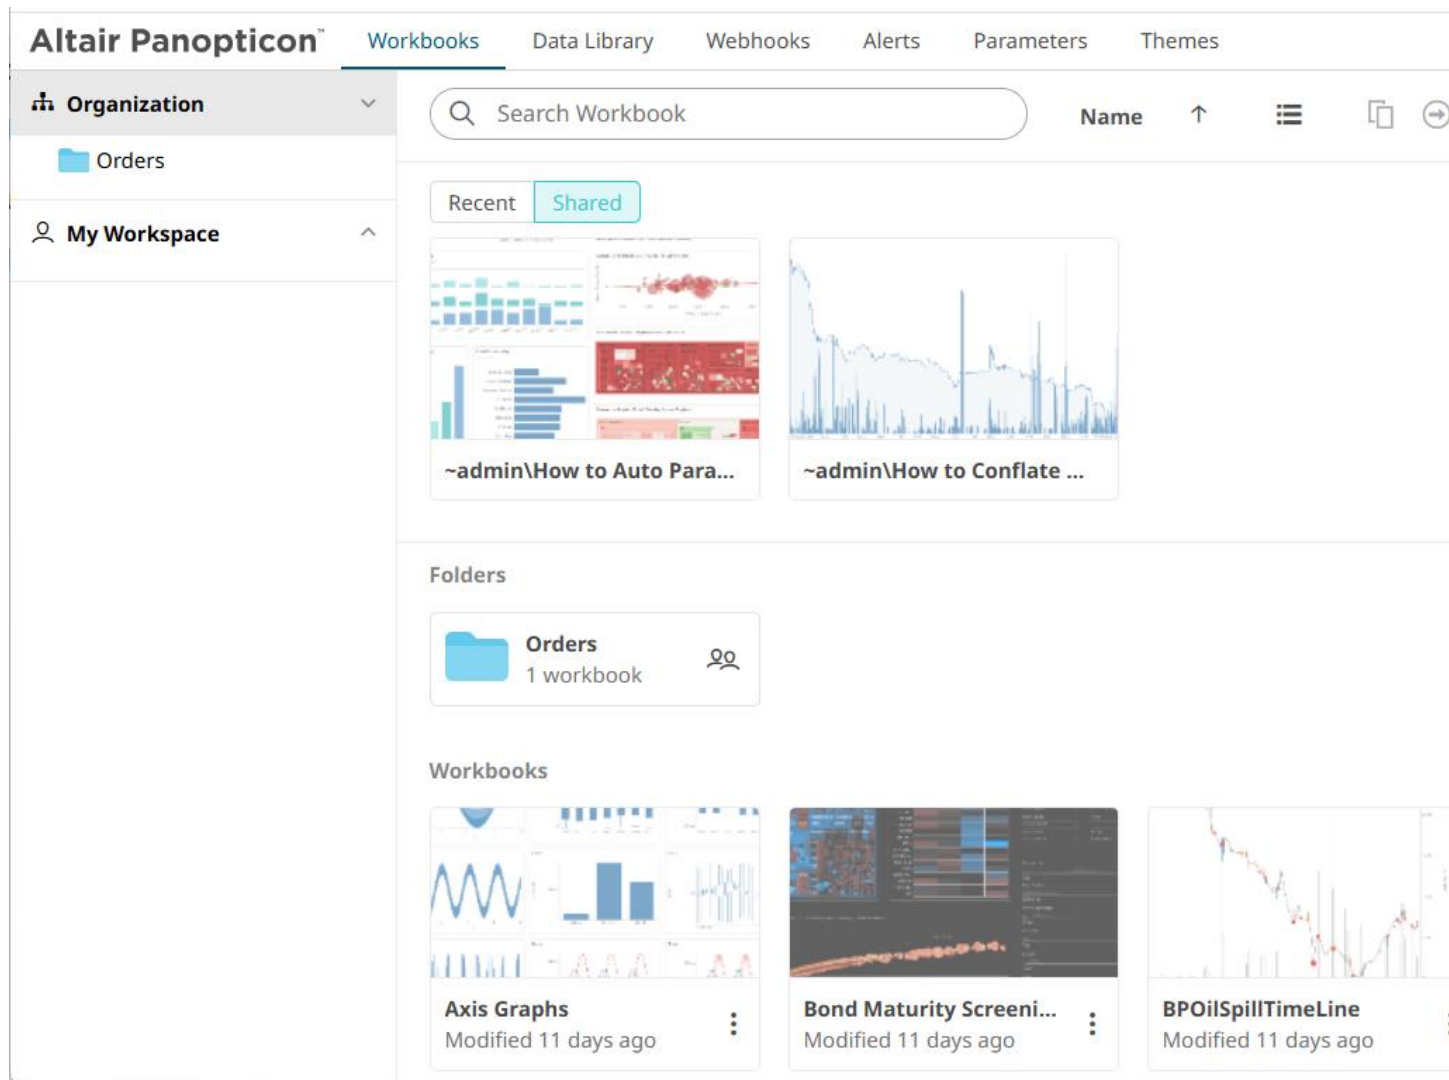 Altair Panopticon™
Workbooks Data Library Webhooks Alerts Parameters Themes
Organization
Orders
My Workspace
Search Workbook
Name
Recent Shared
~admin\How to Auto Para...
~admin\How to Conflate ...
Folders
Orders
1 workbook
Workbooks
Axis Graphs
Modified 11 days ago
Bond Maturity Screeni...
Modified 11 days ago
BPOilSpillTimeLine
Modified 11 days ago